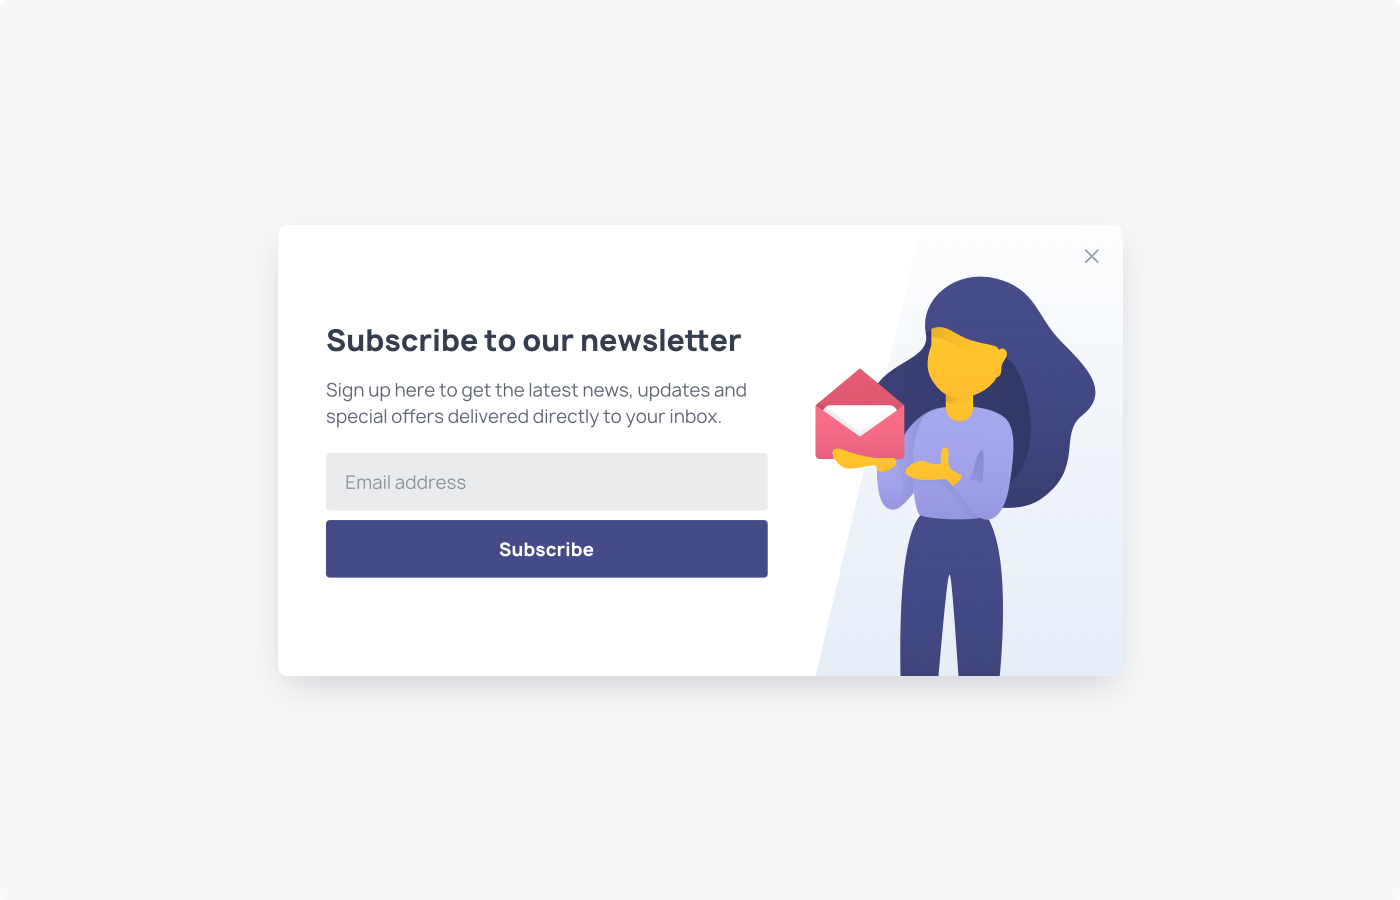 Subscribe to our newsletter
Sign up here to get the latest news, updates and
special offers delivered directly to your inbox.
Email address
Subscribe